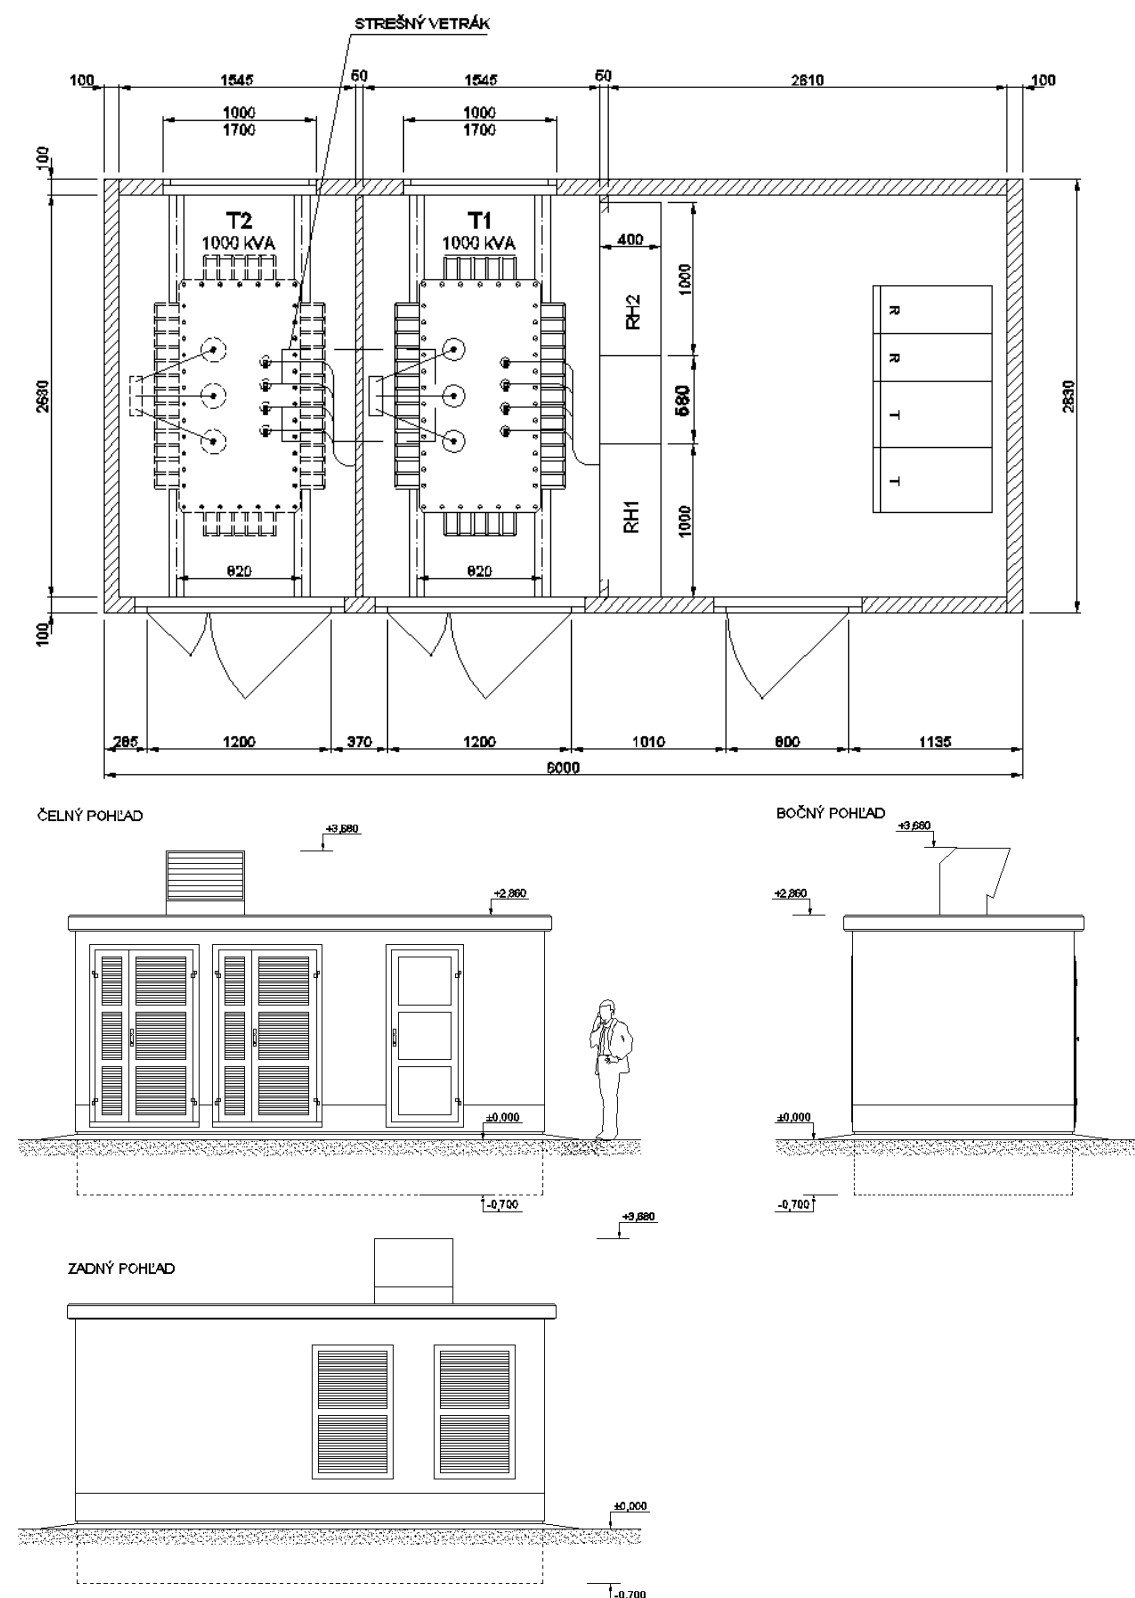 STREŠNÝ VETRÁK
100 1545 50 1545 50 2610 100
1000 1000
1700 1700
100
T2 T1
1000 kVA 1000 kVA
400
1000
RH2
R
R
2630
580
2830
T
T
RH1
1000
820 820
100
285 1200 370 1200 1010 800 1135
6000
ČELNÝ POHĽAD
+3,680
+2,860
±0,000
-0,700
BOČNÝ POHĽAD
+3,680
+2,860
±0,000
-0,700
ZADNÝ POHĽAD
+3,680
±0,000
-0,700